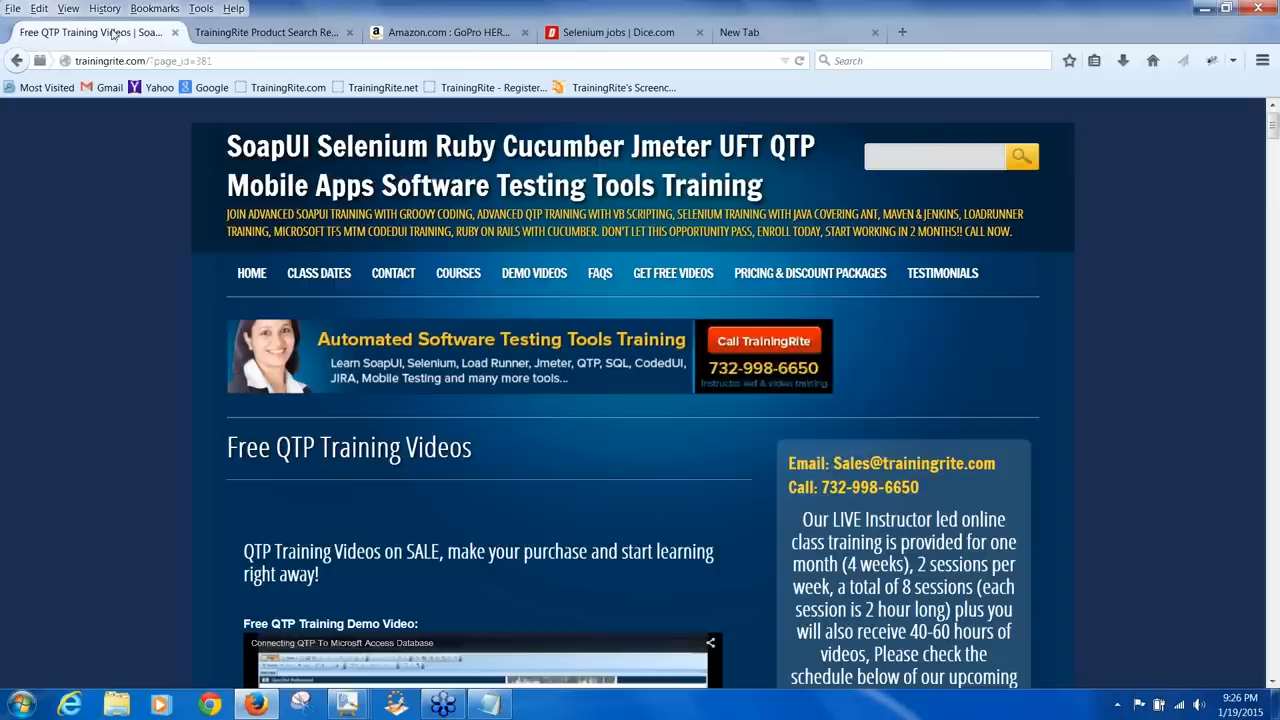 File Edit View History Bookmarks Tools Help
Free QTP Training Videos | Soa...
TrainingRite Product Search Re...
Amazon.com : GoPro HER...
Selenium jobs | Dice.com
New Tab
trainingrite.com/?page_id=381
Search
Most Visited Gmail Yahoo Google TrainingRite.com TrainingRite.net TrainingRite - Register... TrainingRite's Screenc...
SoapUI Selenium Ruby Cucumber Jmeter UFT QTP
Mobile Apps Software Testing Tools Training
JOIN ADVANCED SOAPUI TRAINING WITH GROOVY CODING, ADVANCED QTP TRAINING WITH VB SCRIPTING, SELENIUM TRAINING WITH JAVA COVERING ANT, MAVEN & JENKINS, LOADRUNNER
TRAINING, MICROSOFT TFS MTM CODEDUI TRAINING, RUBY ON RAILS WITH CUCUMBER. DON'T LET THIS OPPORTUNITY PASS, ENROLL TODAY, START WORKING IN 2 MONTHS!! CALL NOW.
HOME CLASS DATES CONTACT COURSES DEMO VIDEOS FAQS GET FREE VIDEOS PRICING & DISCOUNT PACKAGES TESTIMONIALS
Automated Software Testing Tools Training
Learn SoapUI, Selenium, Load Runner, Jmeter, QTP, SQL, CodedUI,
JIRA, Mobile Testing and many more tools...
Call TrainingRite
732-998-6650
Instructor led & video training
Free QTP Training Videos
QTP Training Videos on SALE, make your purchase and start learning
right away!
Free QTP Training Demo Video:
Connecting QTP To Microsft Access Database
Email: Sales@trainingrite.com
Call: 732-998-6650
Our LIVE Instructor led online
class training is provided for one
month (4 weeks), 2 sessions per
week, a total of 8 sessions (each
session is 2 hour long) plus you
will also receive 40-60 hours of
videos, Please check the
schedule below of our upcoming
9:26 PM
1/19/2015